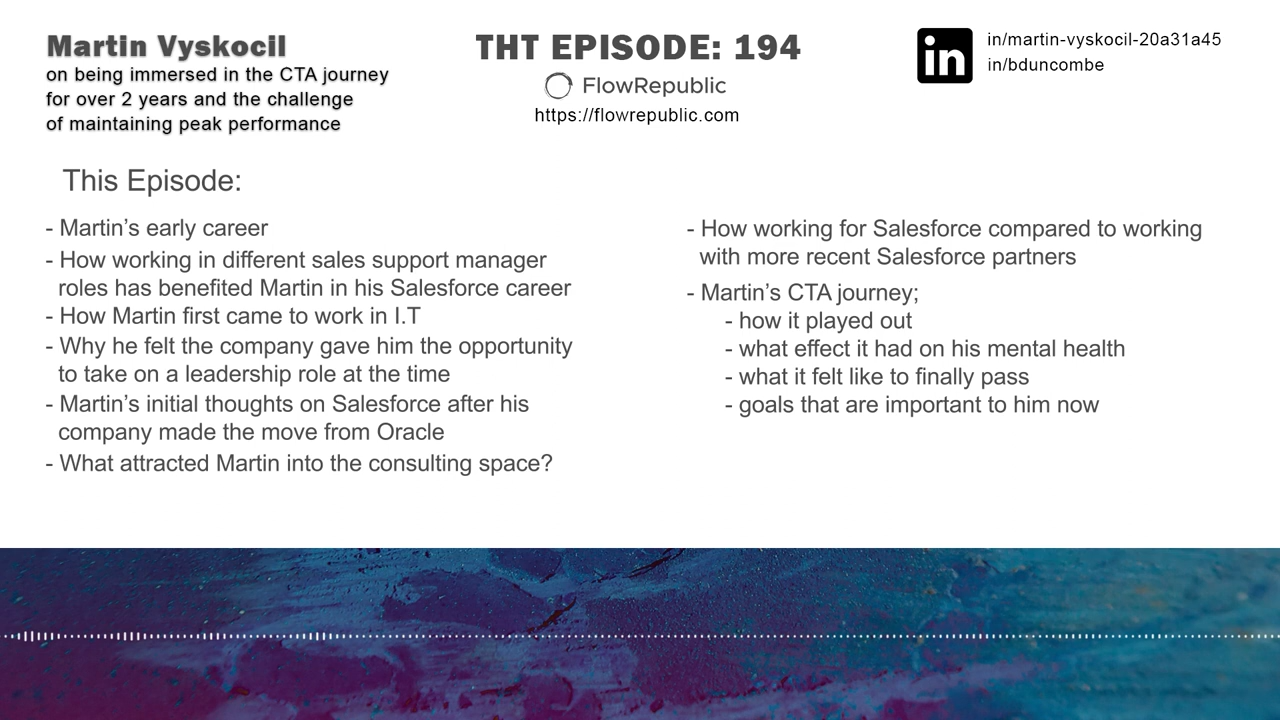 Martin Vyskocil
on being immersed in the CTA journey
for over 2 years and the challenge
of maintaining peak performance
THT EPISODE: 194
FlowRepublic
https://flowrepublic.com
in
in/martin-vyskocil-20a31a45
in/bduncombe
This Episode:
- Martin’s early career
- How working in different sales support manager
roles has benefited Martin in his Salesforce career
- How Martin first came to work in I.T
- Why he felt the company gave him the opportunity
to take on a leadership role at the time
- Martin’s initial thoughts on Salesforce after his
company made the move from Oracle
- What attracted Martin into the consulting space?
- How working for Salesforce compared to working
with more recent Salesforce partners
- Martin’s CTA journey;
- how it played out
- what effect it had on his mental health
- what it felt like to finally pass
- goals that are important to him now